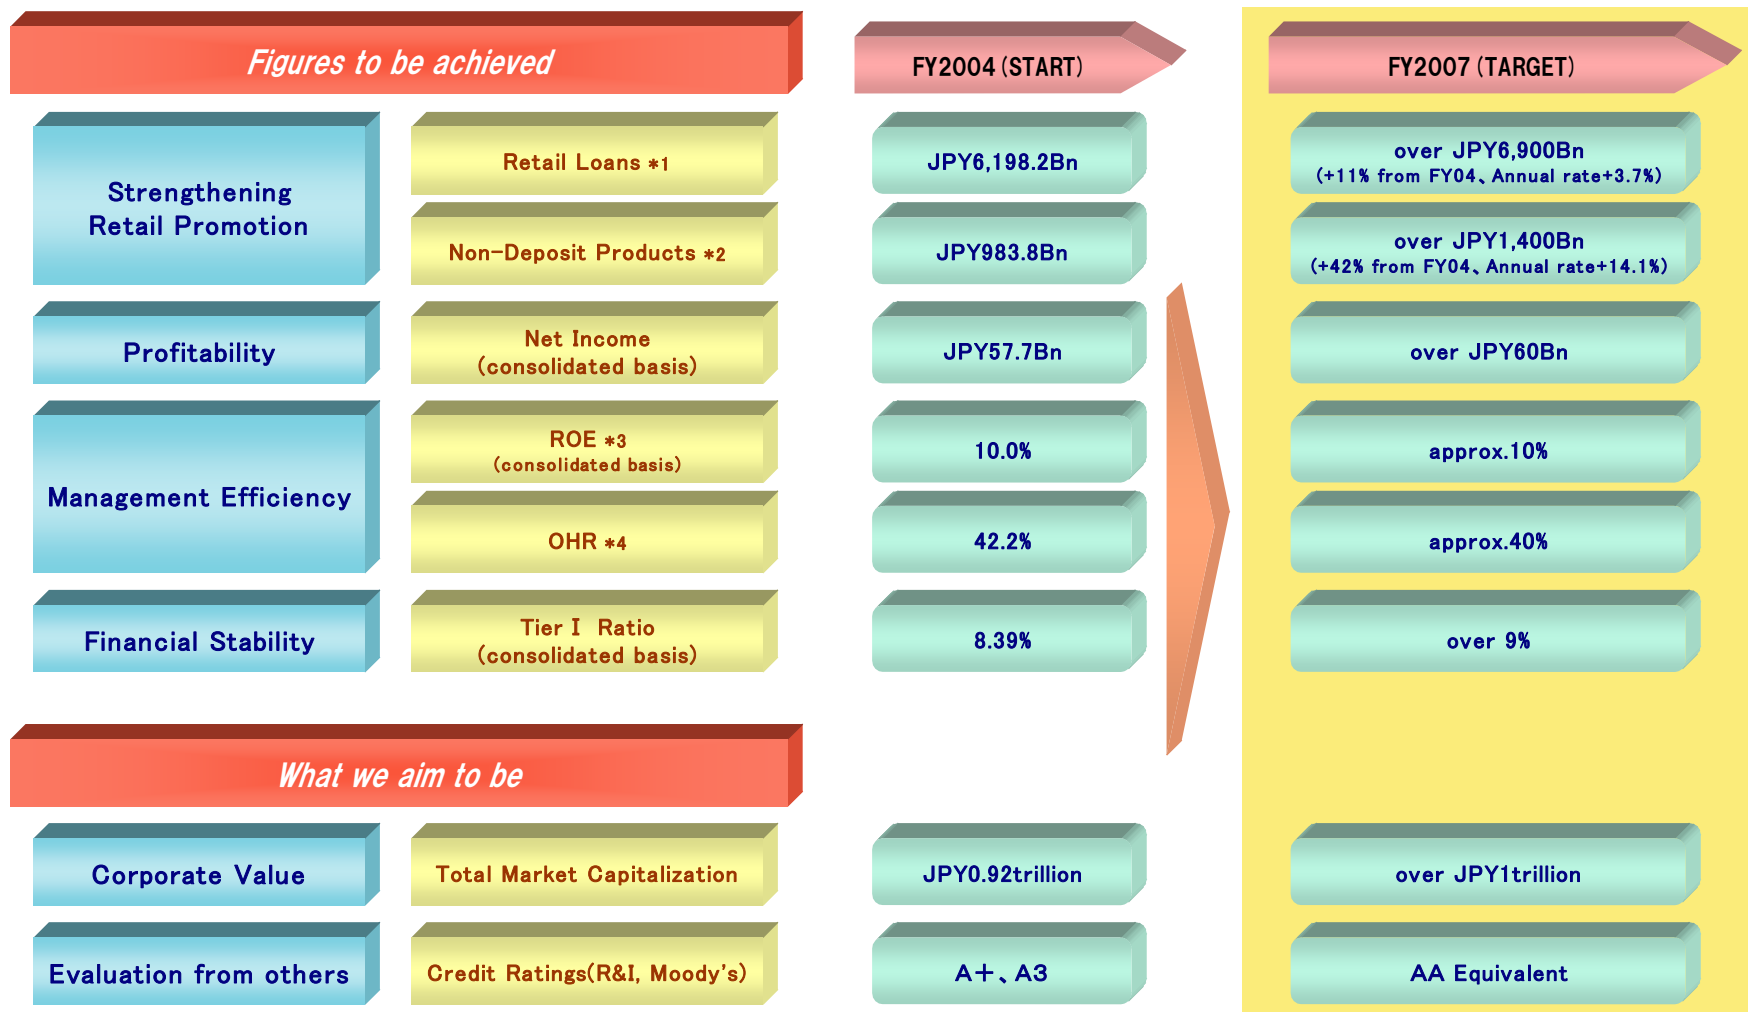 Figures to be achieved
FY2004 (START)
FY2007 (TARGET)
Strengthening
Retail Promotion
Retail Loans *1
JPY6,198.2Bn
over JPY6,900Bn
(+11% from FY04、Annual rate+3.7%)
Non-Deposit Products *2
JPY983.8Bn
over JPY1,400Bn
(+42% from FY04、Annual rate+14.1%)
Profitability
Net Income
(consolidated basis)
JPY57.7Bn
over JPY60Bn
Management Efficiency
ROE *3
(consolidated basis)
10.0%
approx.10%
OHR *4
42.2%
approx.40%
Financial Stability
Tier I Ratio
(consolidated basis)
8.39%
over 9%
What we aim to be
Corporate Value
Total Market Capitalization
JPY0.92trillion
over JPY1trillion
Evaluation from others
Credit Ratings(R&I, Moody's)
A＋、A3
AA Equivalent